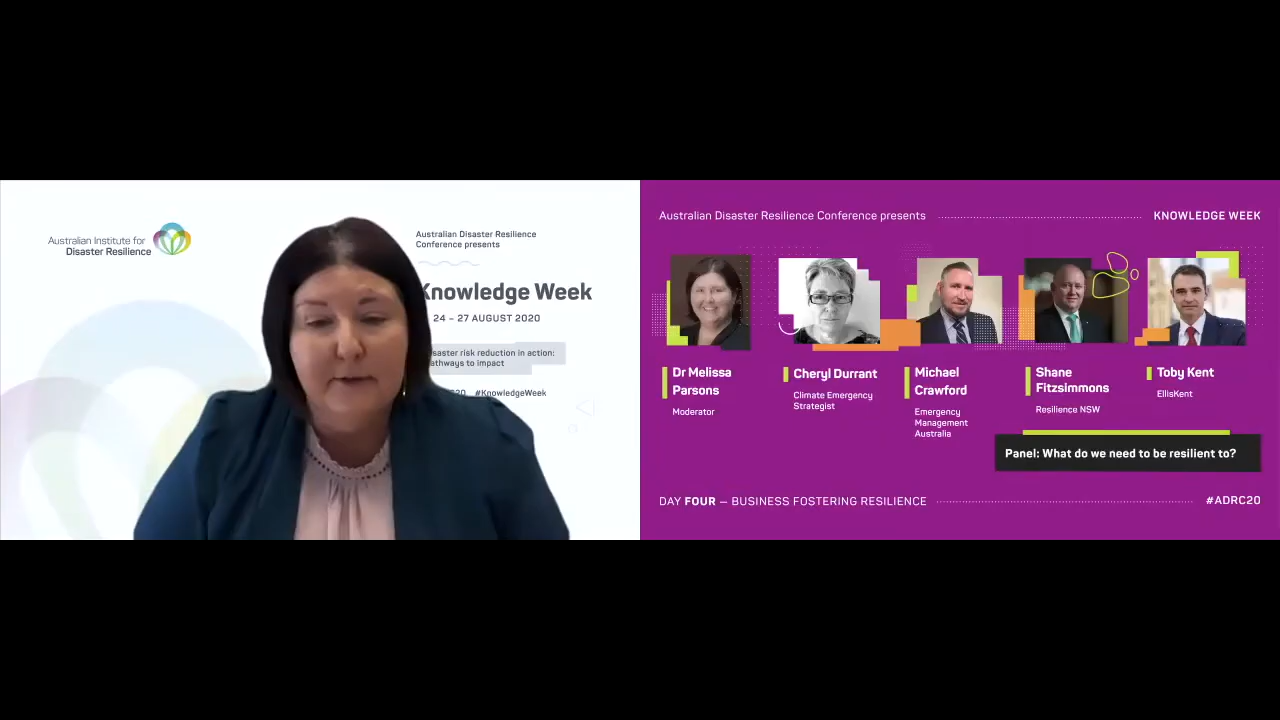 Australian Institute for
Disaster Resilience
Australian Disaster Resilience
Conference presents
Knowledge Week
24 – 27 AUGUST 2020
saster risk reduction in action:
athways to impact
#KnowledgeWeek
Australian Disaster Resilience Conference presents
KNOWLEDGE WEEK
Dr Melissa
Parsons
Moderator
Cheryl Durrant
Climate Emergency
Strategist
Michael
Crawford
Emergency
Management
Australia
Shane
Fitzsimmons
Resilience NSW
Toby Kent
EllisKent
Panel: What do we need to be resilient to?
DAY FOUR — BUSINESS FOSTERING RESILIENCE
#ADRC20